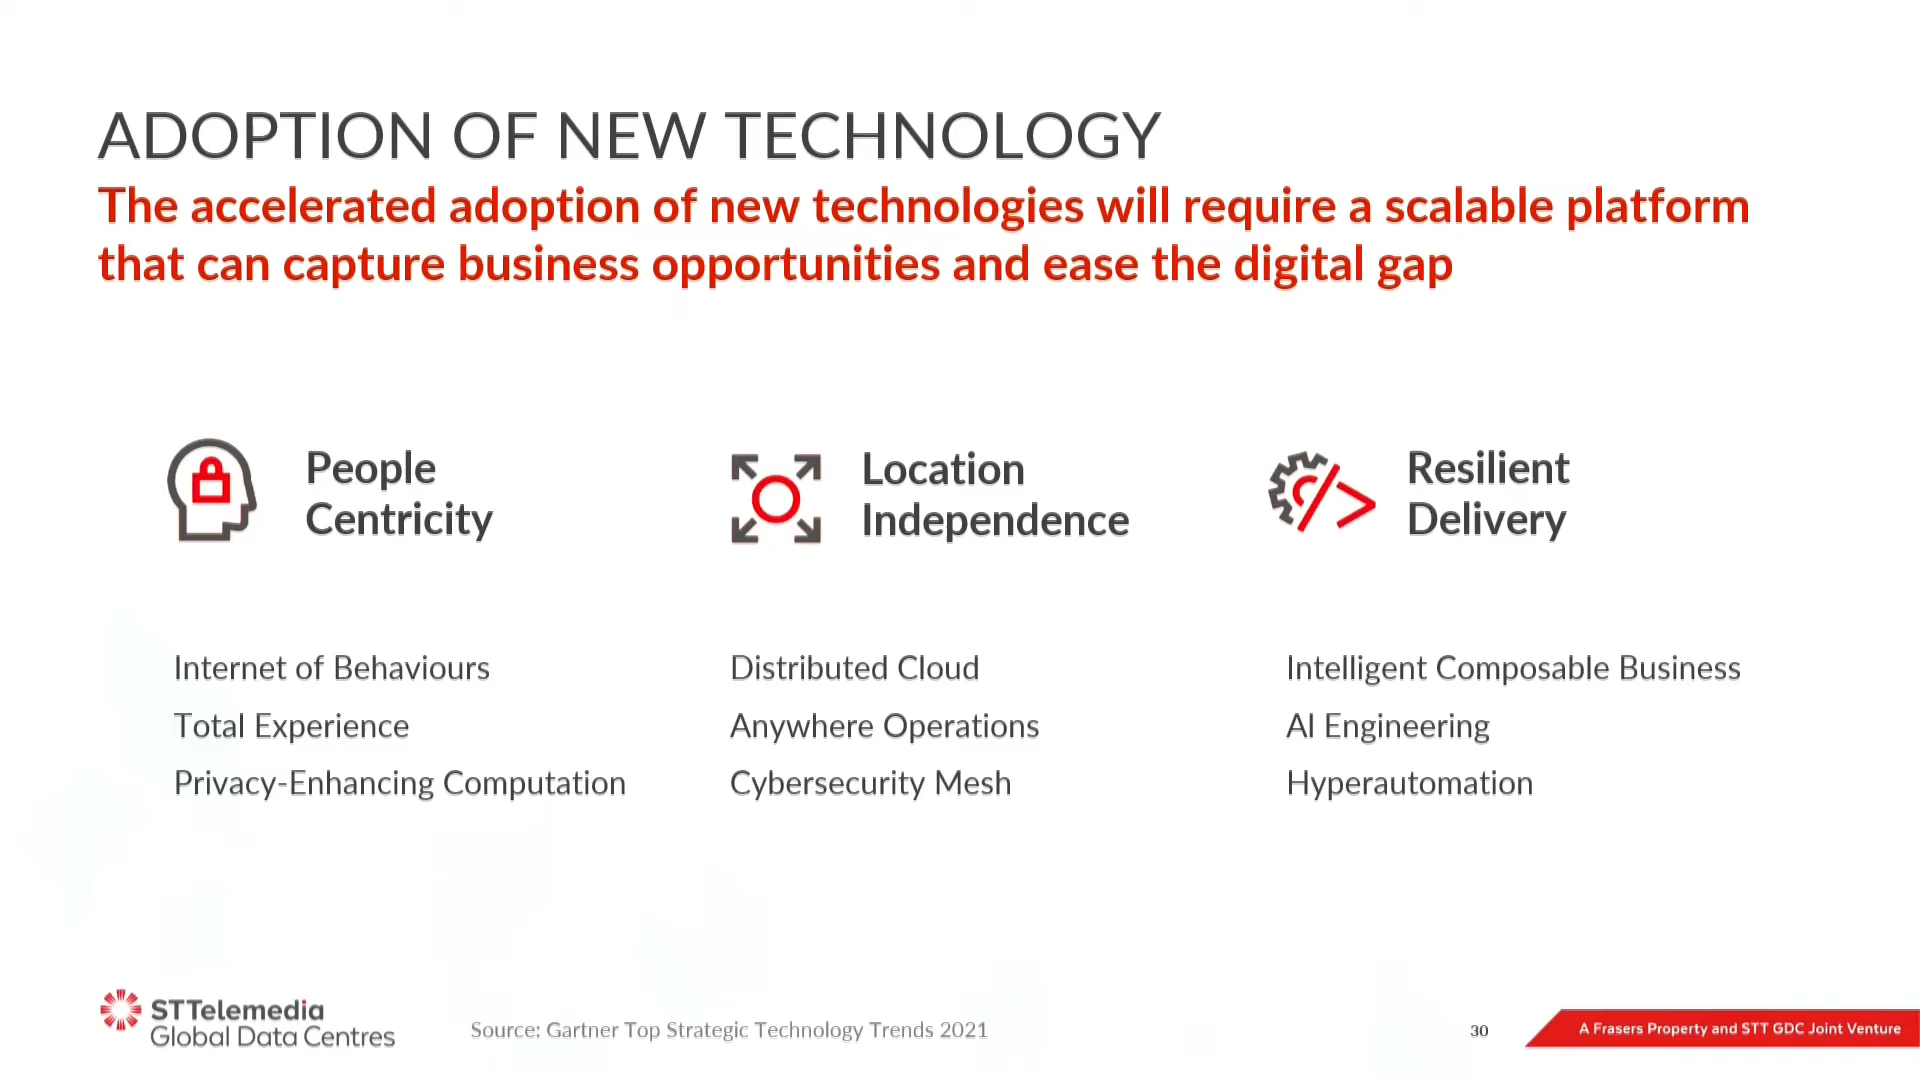 ADOPTION OF NEW TECHNOLOGY
The accelerated adoption of new technologies will require a scalable platform
that can capture business opportunities and ease the digital gap
People
Centricity
Location
Independence
Resilient
Delivery
Internet of Behaviours
Total Experience
Privacy-Enhancing Computation
Distributed Cloud
Anywhere Operations
Cybersecurity Mesh
Intelligent Composable Business
AI Engineering
Hyperautomation
STTelemedia
Global Data Centres
Source: Gartner Top Strategic Technology Trends 2021
30
A Frasers Property and STT GDC Joint Venture